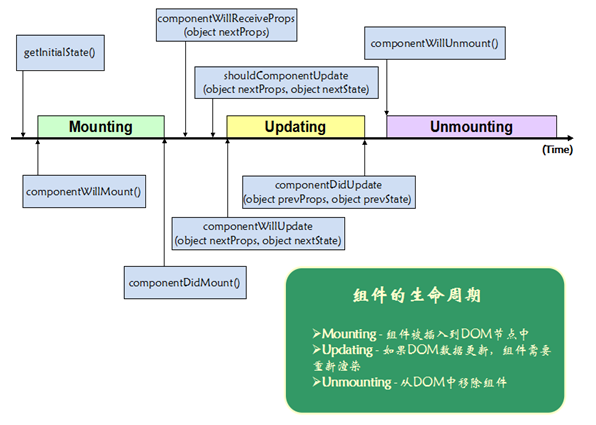 componentWillReceiveProps
(object nextProps)
getInitialState()
componentWillUnmount()
shouldComponentUpdate
(object nextProps, object nextState)
Mounting
Updating
Unmounting
(Time)
componentWillMount()
componentDidUpdate
(object prevProps, object prevState)
componentWillUpdate
(object nextProps, object nextState)
componentDidMount()
组件的生命周期
➢Mounting - 组件被插入到DOM节点中
➢Updating - 如果DOM数据更新，组件需要
重新渲染
➢Unmounting - 从DOM中移除组件